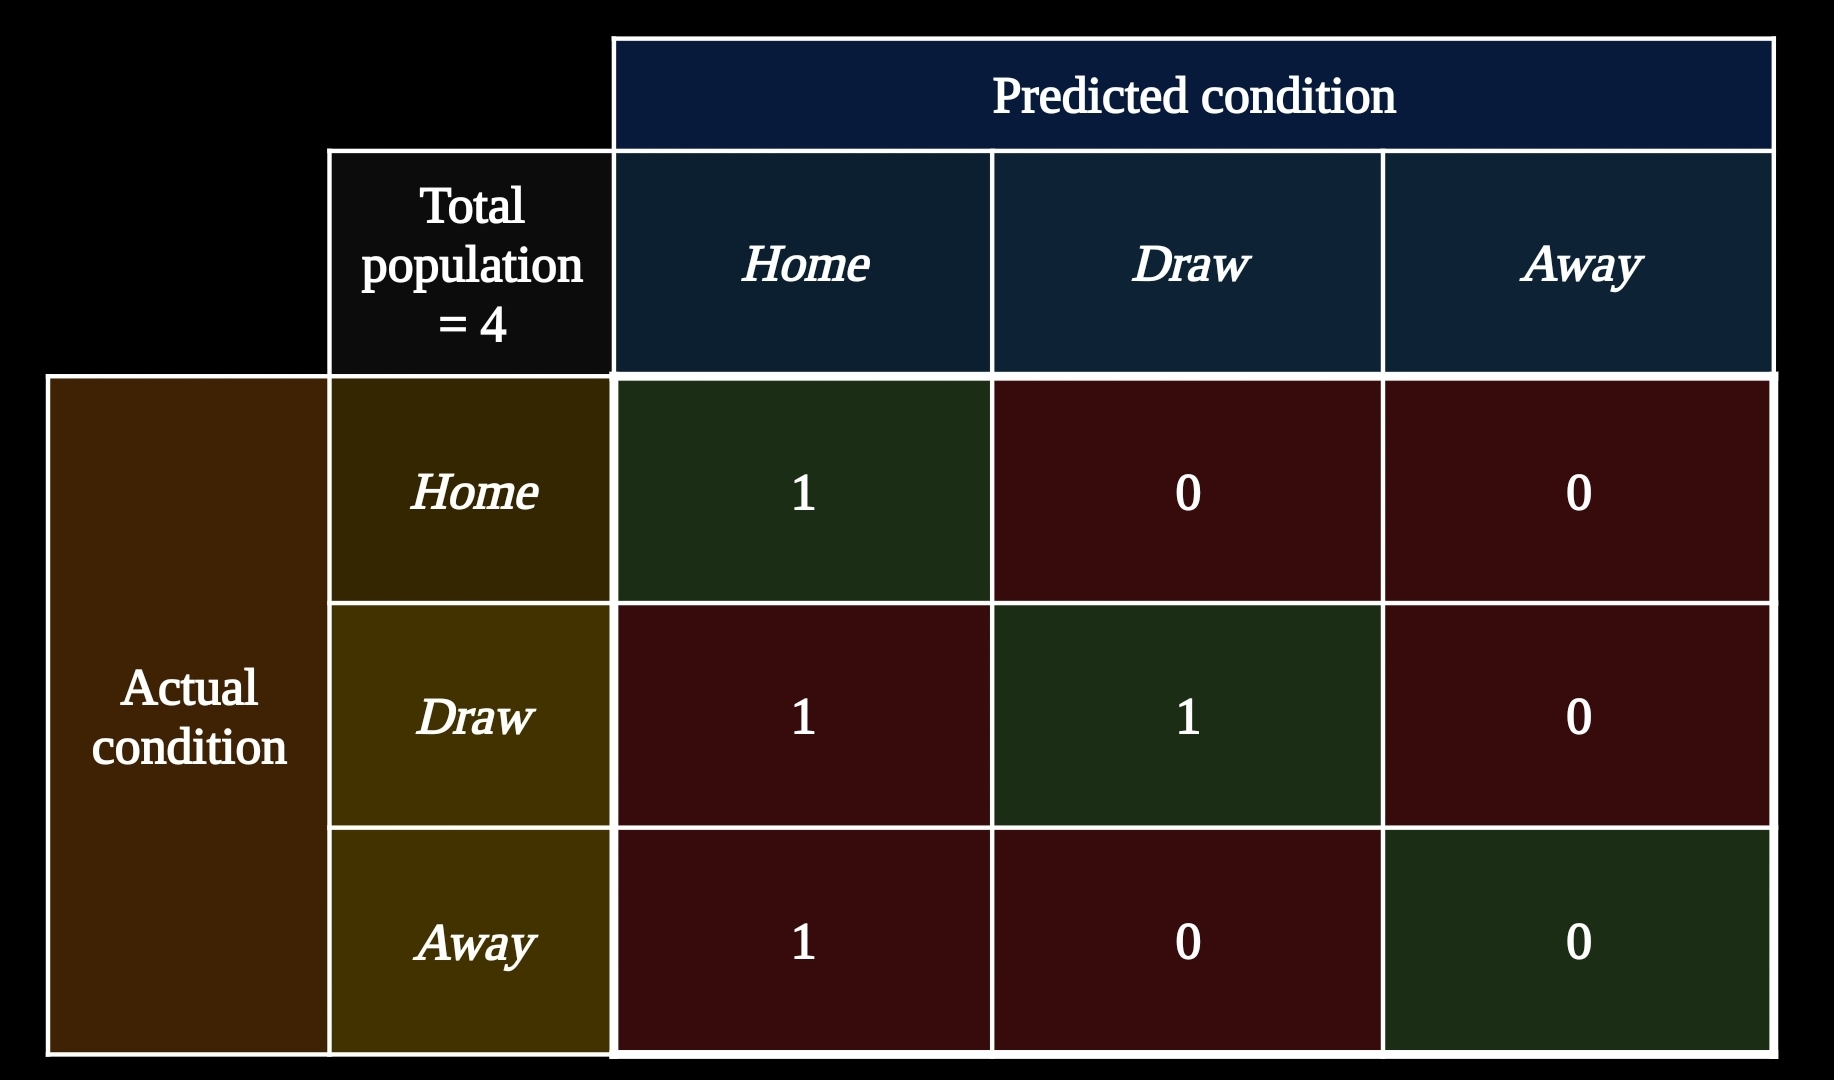 Predicted condition
Total
population
= 4
Home Draw Away
Actual
condition
Home 1 0 0
Draw 1 1 0
Away 1 0 0